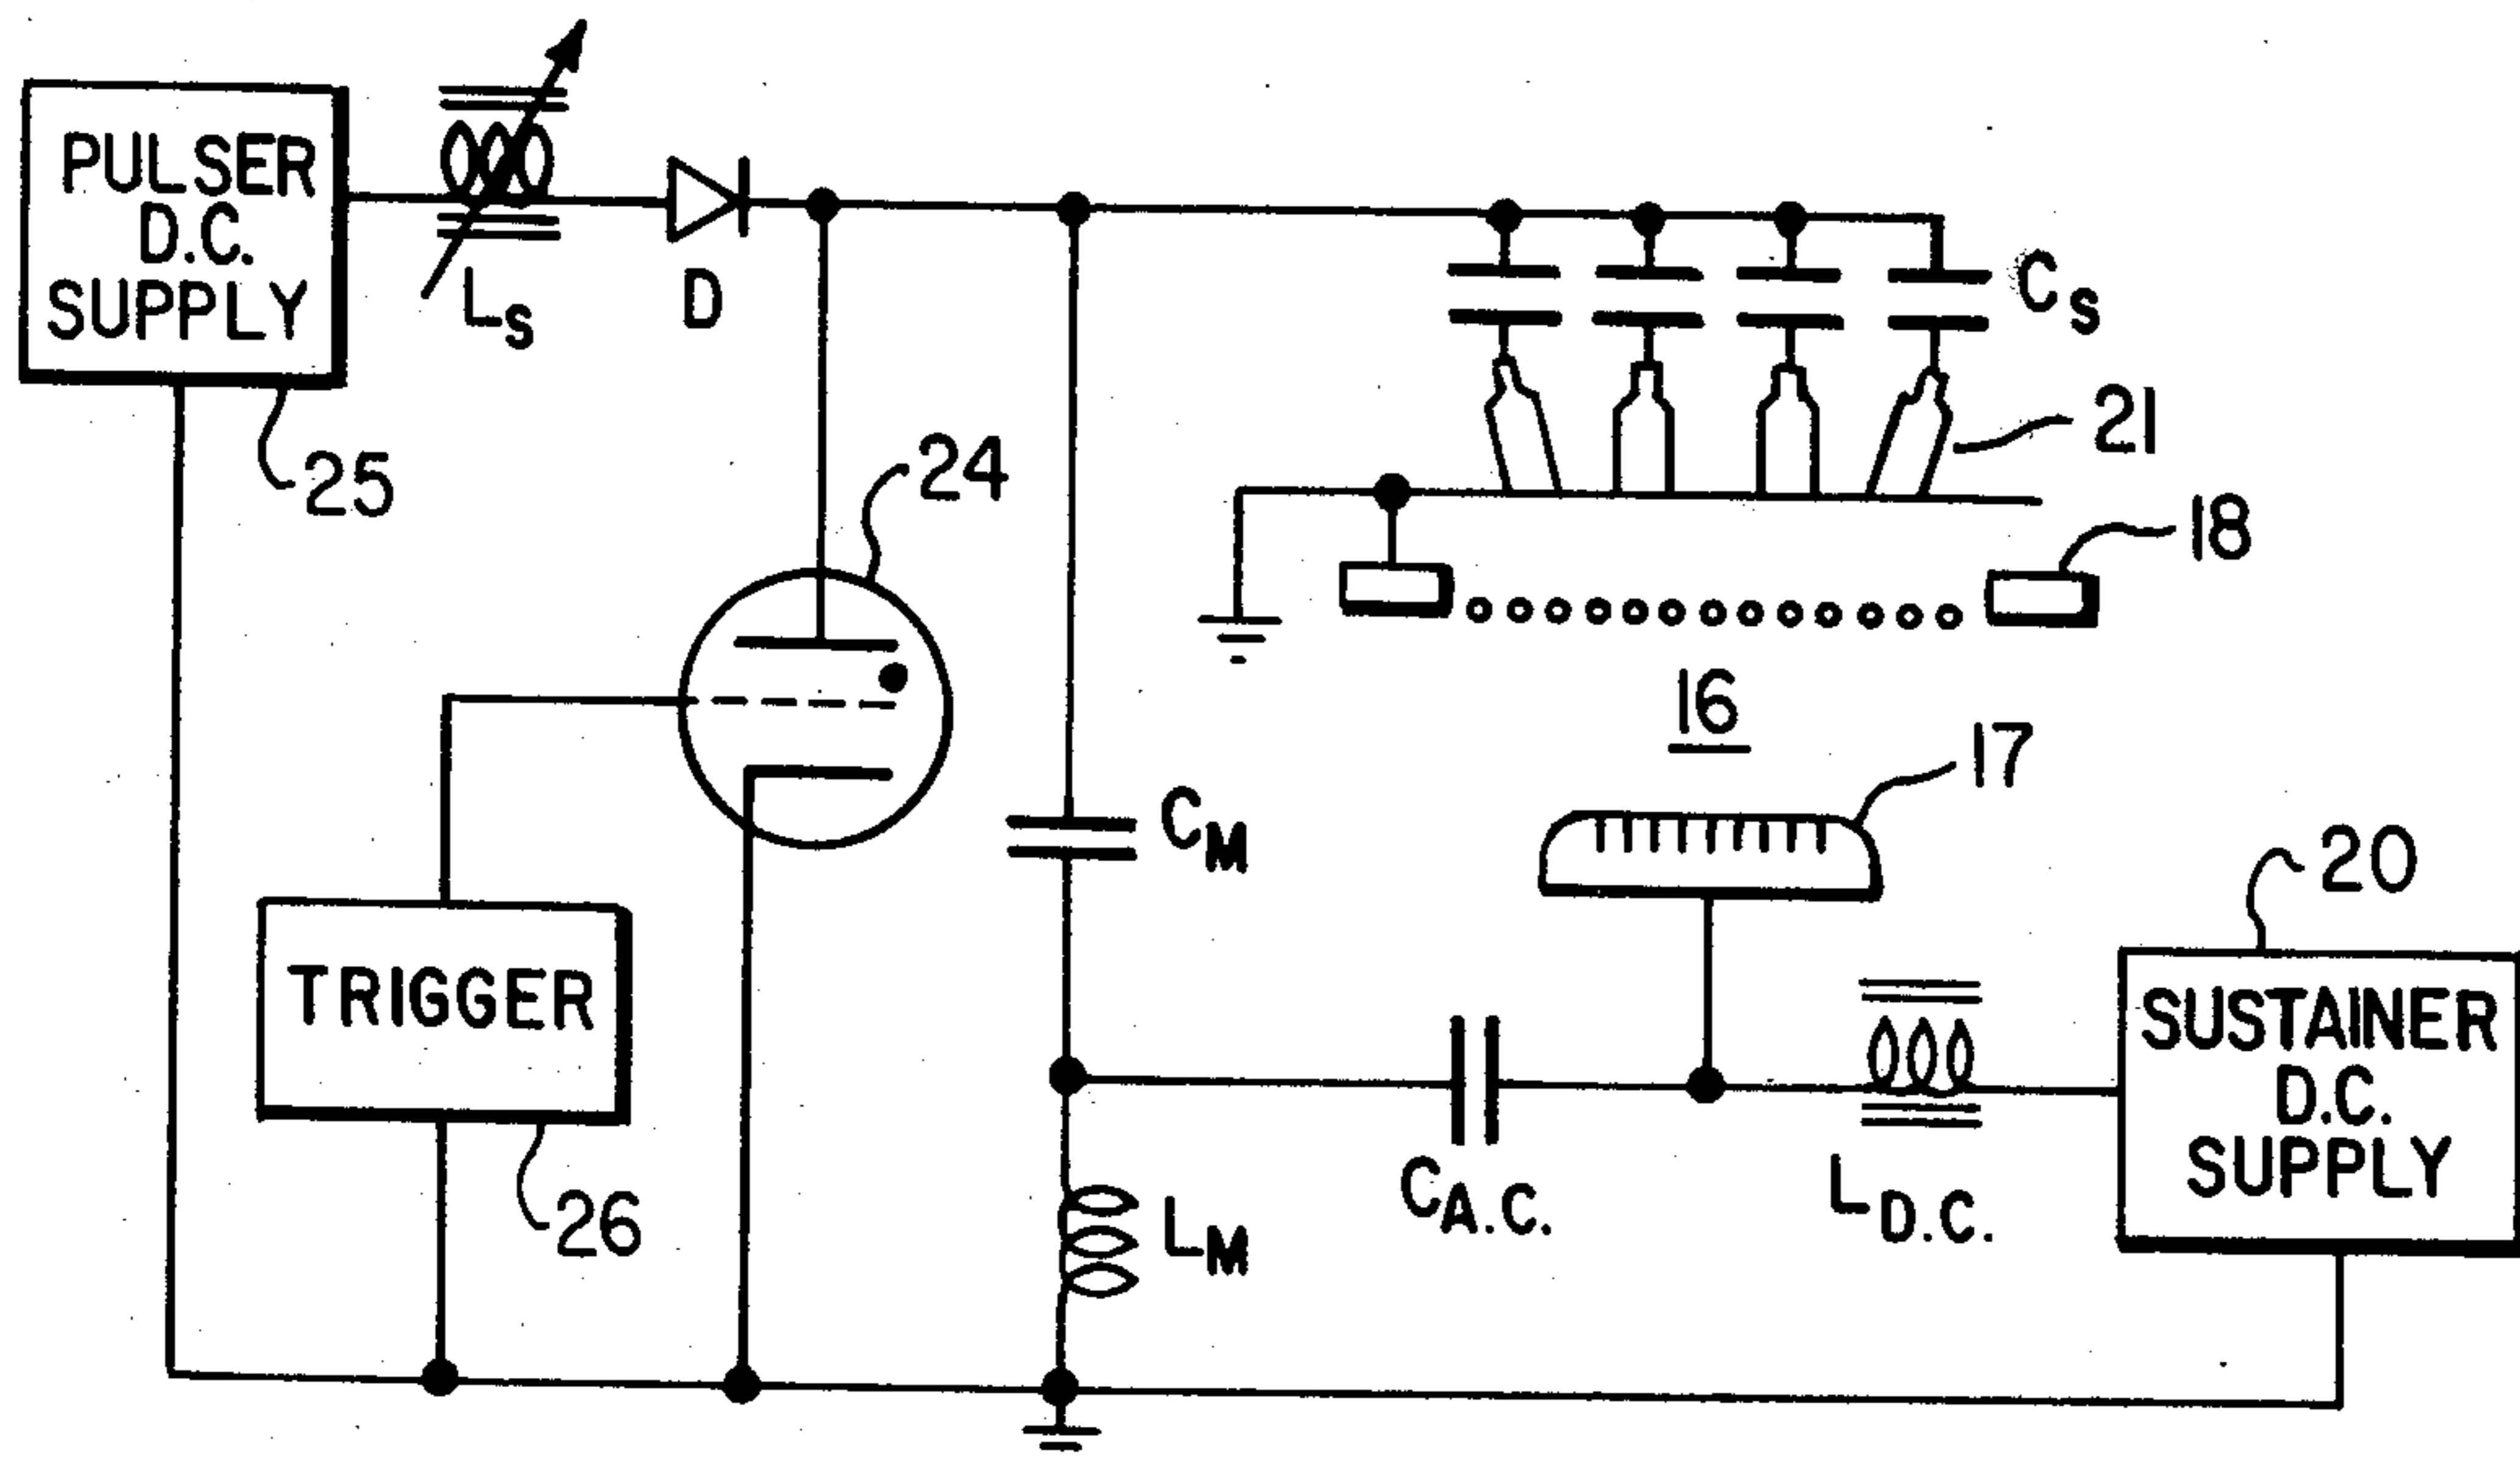 PULSER
D.C.
SUPPLY
LS
D
CS
25
24
21
18
16
17
CM
20
TRIGGER
SUSTAINER
D.C.
SUPPLY
26
LM
CA.C.
LD.C.